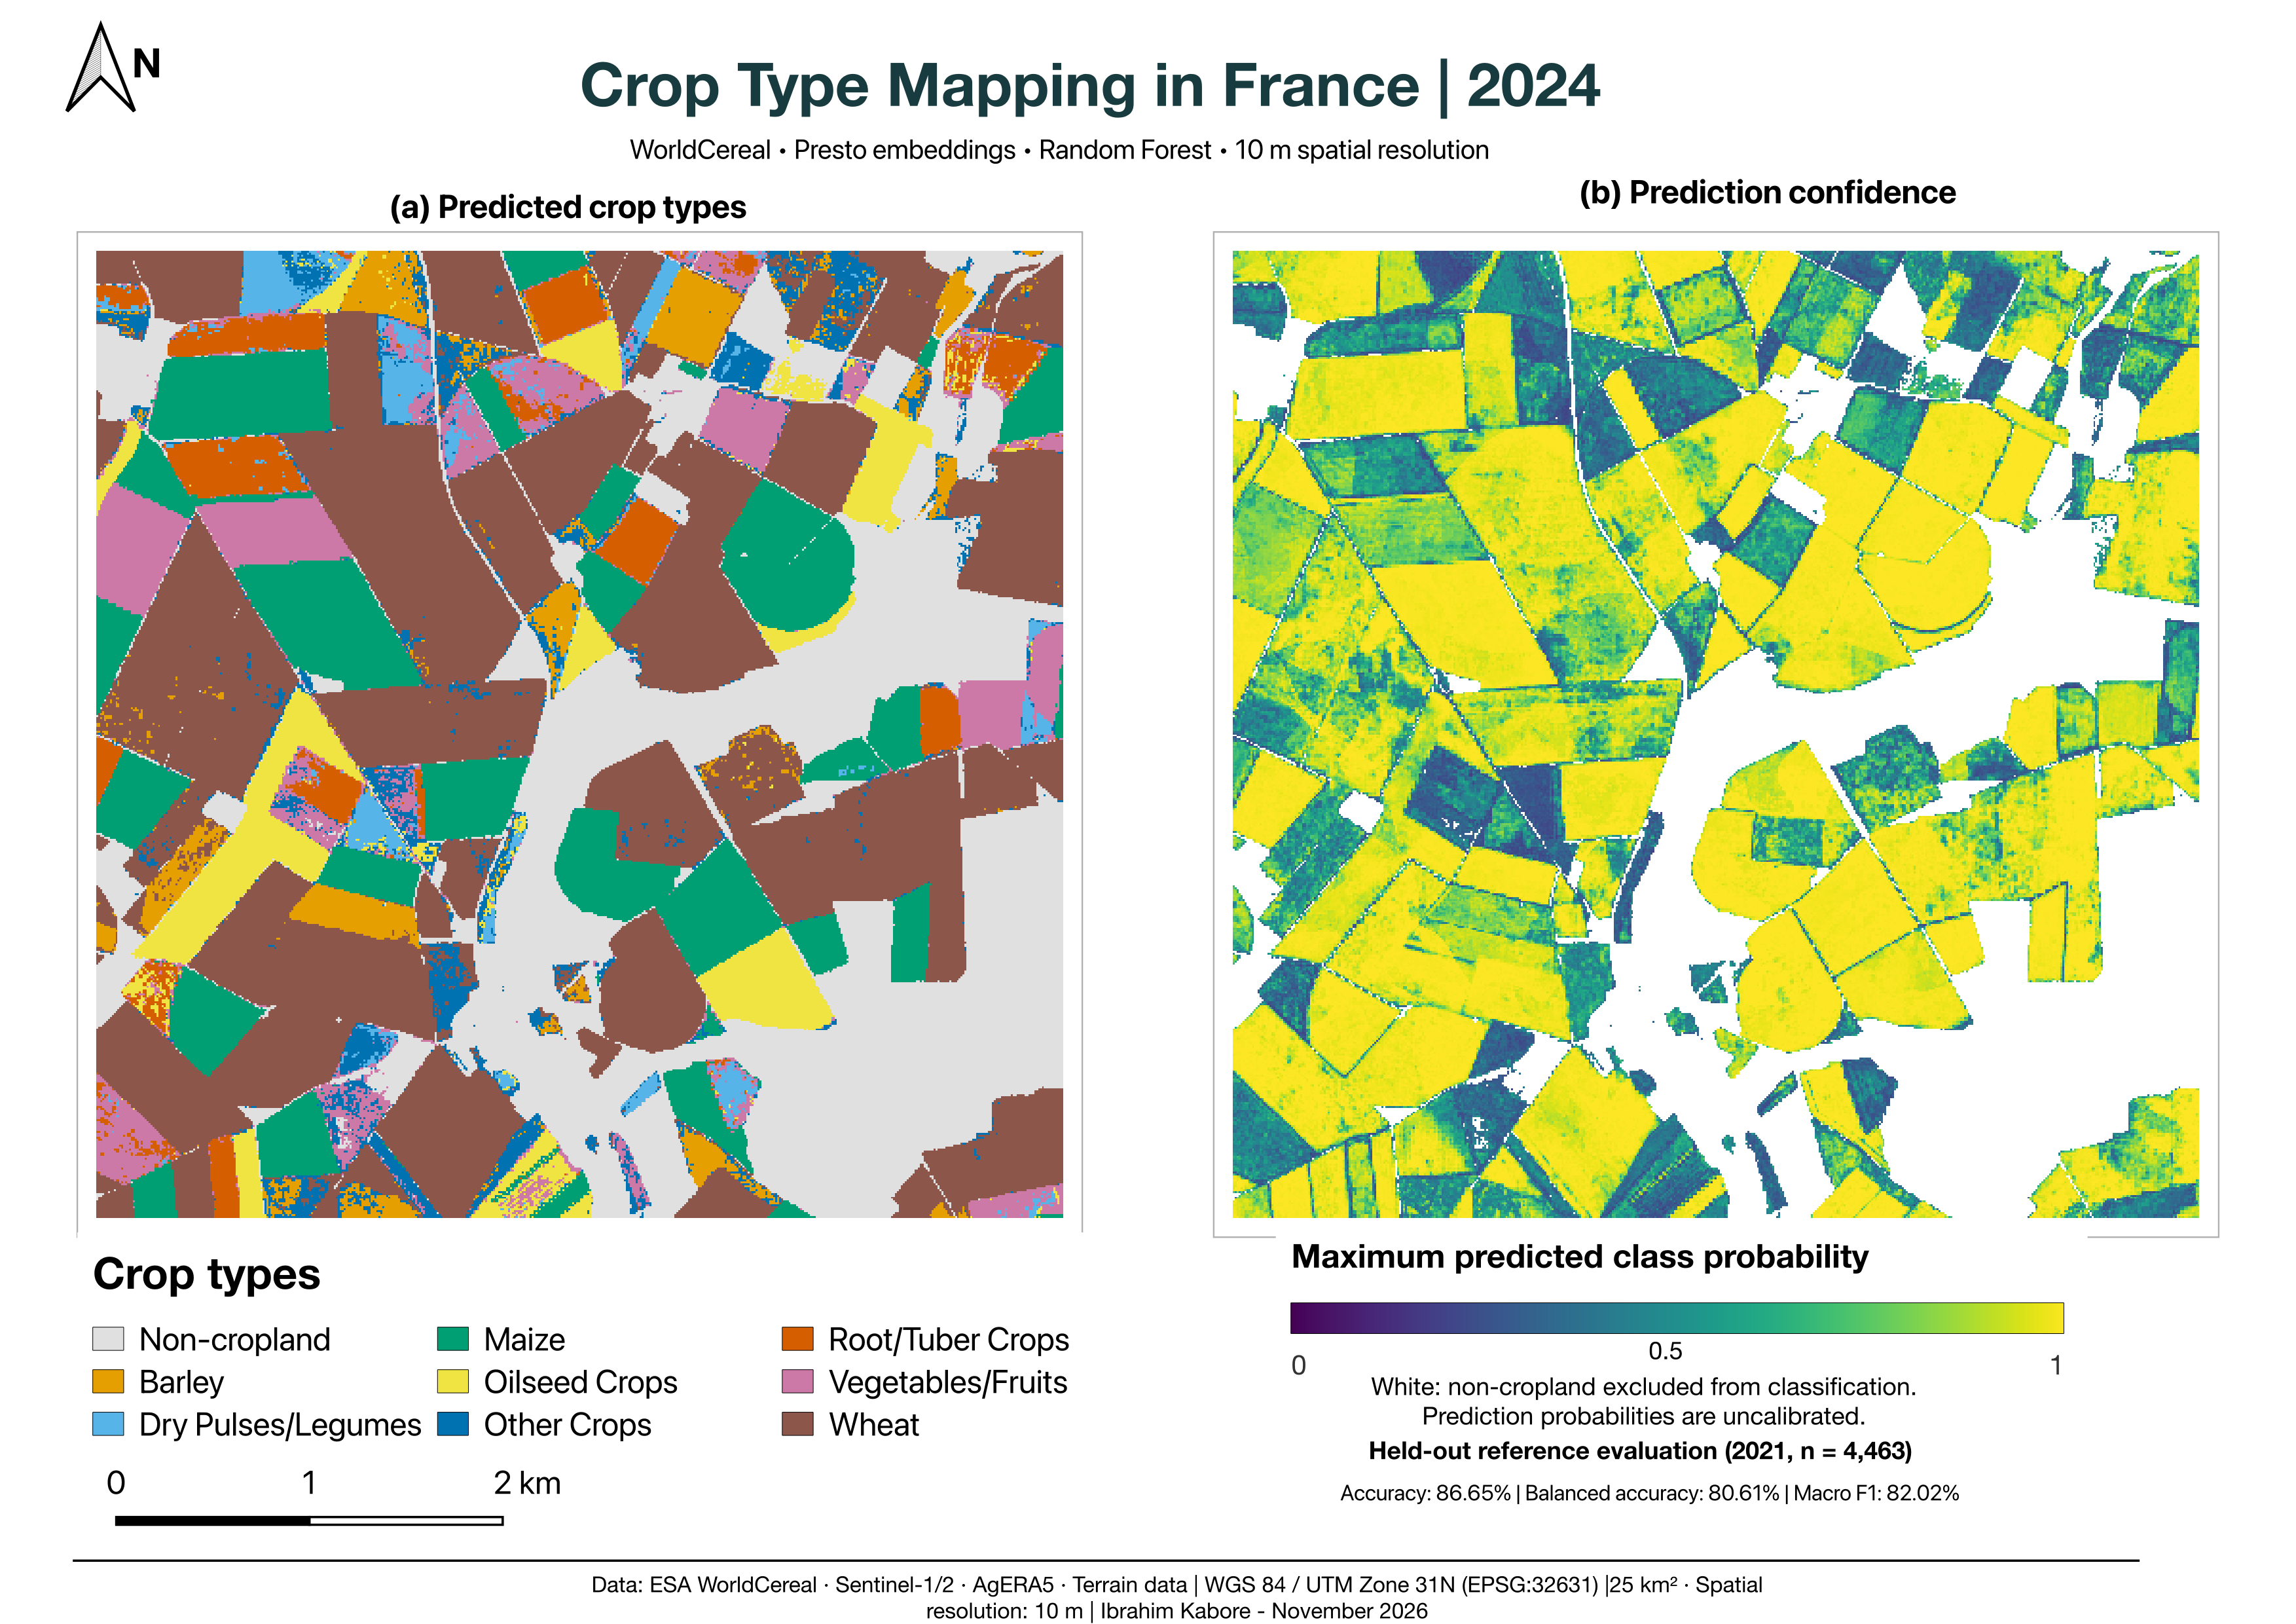 N
Crop Type Mapping in France | 2024
WorldCereal • Presto embeddings • Random Forest • 10 m spatial resolution
(a) Predicted crop types
(b) Prediction confidence
Crop types
Non-cropland
Maize
Root/Tuber Crops
Barley
Oilseed Crops
Vegetables/Fruits
Dry Pulses/Legumes
Other Crops
Wheat
0 1 2 km
Maximum predicted class probability
0 0.5 1
White: non-cropland excluded from classification.
Prediction probabilities are uncalibrated.
Held-out reference evaluation (2021, n = 4,463)
Accuracy: 86.65% | Balanced accuracy: 80.61% | Macro F1: 82.02%
Data: ESA WorldCereal · Sentinel-1/2 · AgERA5 · Terrain data | WGS 84 / UTM Zone 31N (EPSG:32631) |25 km² · Spatial
resolution: 10 m | Ibrahim Kabore - November 2026